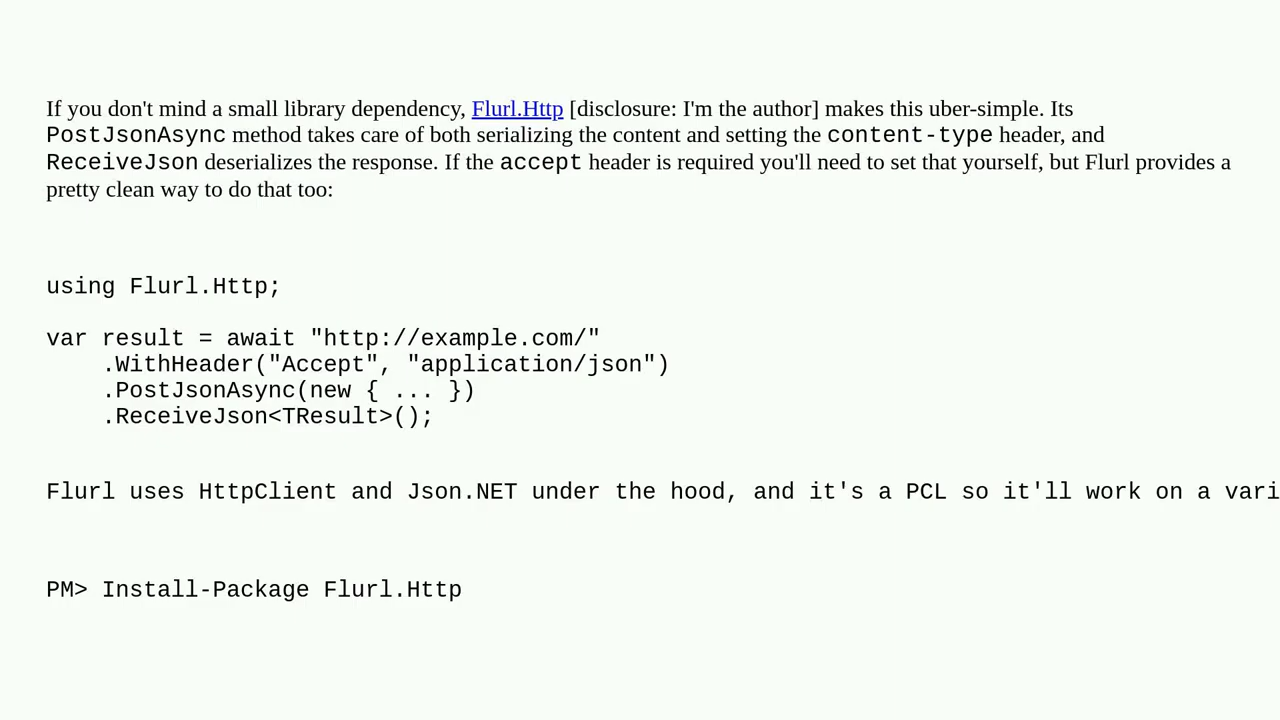 If you don't mind a small library dependency, Flurl.Http [disclosure: I'm the author] makes this uber-simple. Its
PostJsonAsync method takes care of both serializing the content and setting the content-type header, and
ReceiveJson deserializes the response. If the accept header is required you'll need to set that yourself, but Flurl provides a
pretty clean way to do that too:
using Flurl.Http;
var result = await "http://example.com/"
    .WithHeader("Accept", "application/json")
    .PostJsonAsync(new { ... })
    .ReceiveJson<TResult>();
Flurl uses HttpClient and Json.NET under the hood, and it's a PCL so it'll work on a vari
PM> Install-Package Flurl.Http